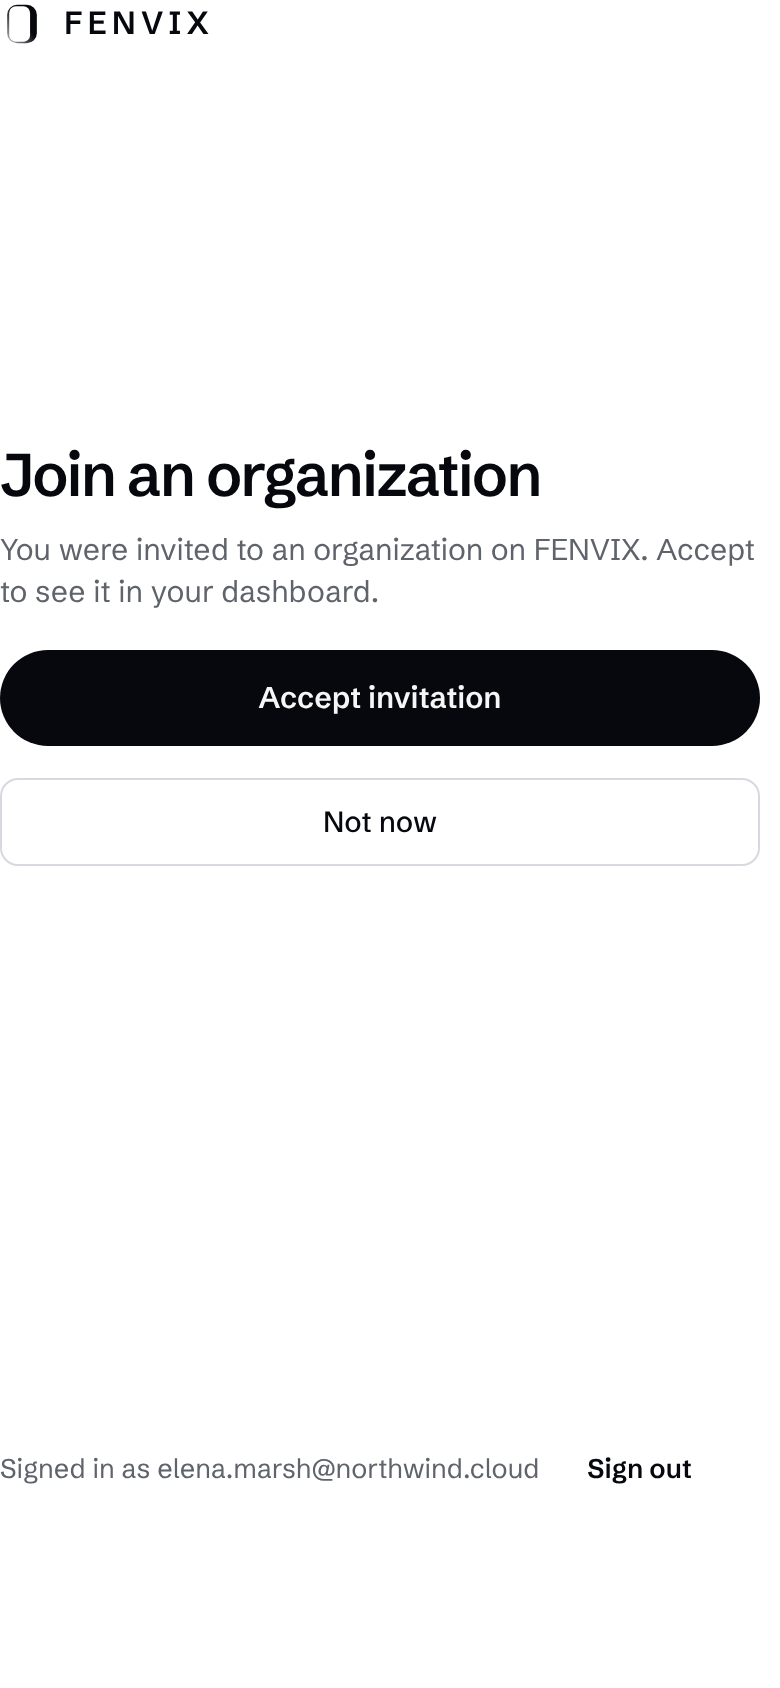 FENVIX
Join an organization
You were invited to an organization on FENVIX. Accept
to see it in your dashboard.
Accept invitation
Not now
Signed in as elena.marsh@northwind.cloud Sign out